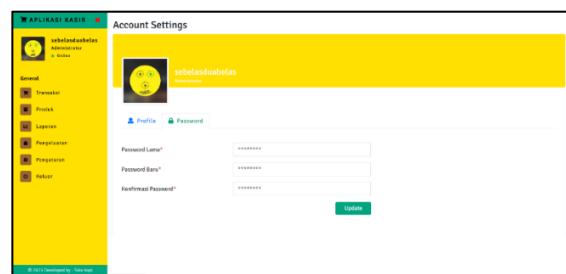 APLIKASI KASIR
Account Settings
sebelasduabelas
Administrator
Online
sebelasduabelas
Administrator
General
Transaksi
Produk
Laporan
Pengeluaran
Pengaturan
Keluar
Profile
Password
Password Lama*
********
Password Baru*
********
Konfirmasi Password*
********
Update